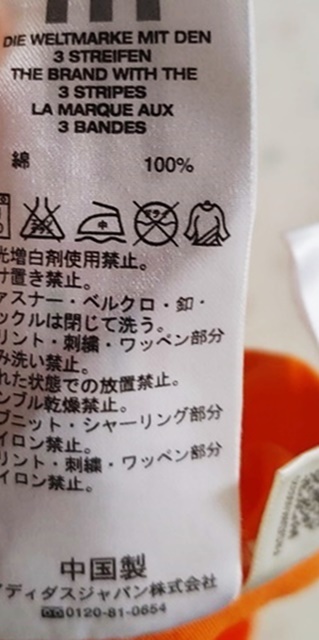 DIE WELTMARKE MIT DEN
3 STREIFEN
THE BRAND WITH THE
3 STRIPES
LA MARQUE AUX
3 BANDES
綿 100%
光増白剤使用禁止。
け置き禁止。
ァスナー・ベルクロ・釦・
ックルは閉じて洗う。
リント・刺繍・ワッペン部分
み洗い禁止。
れた状態での放置禁止。
ンブル乾燥禁止。
ブニット・シャーリング部分
イロン禁止。
リント・刺繍・ワッペン部分
イロン禁止。
中国製
アディダスジャパン株式会社
0120-81-0654